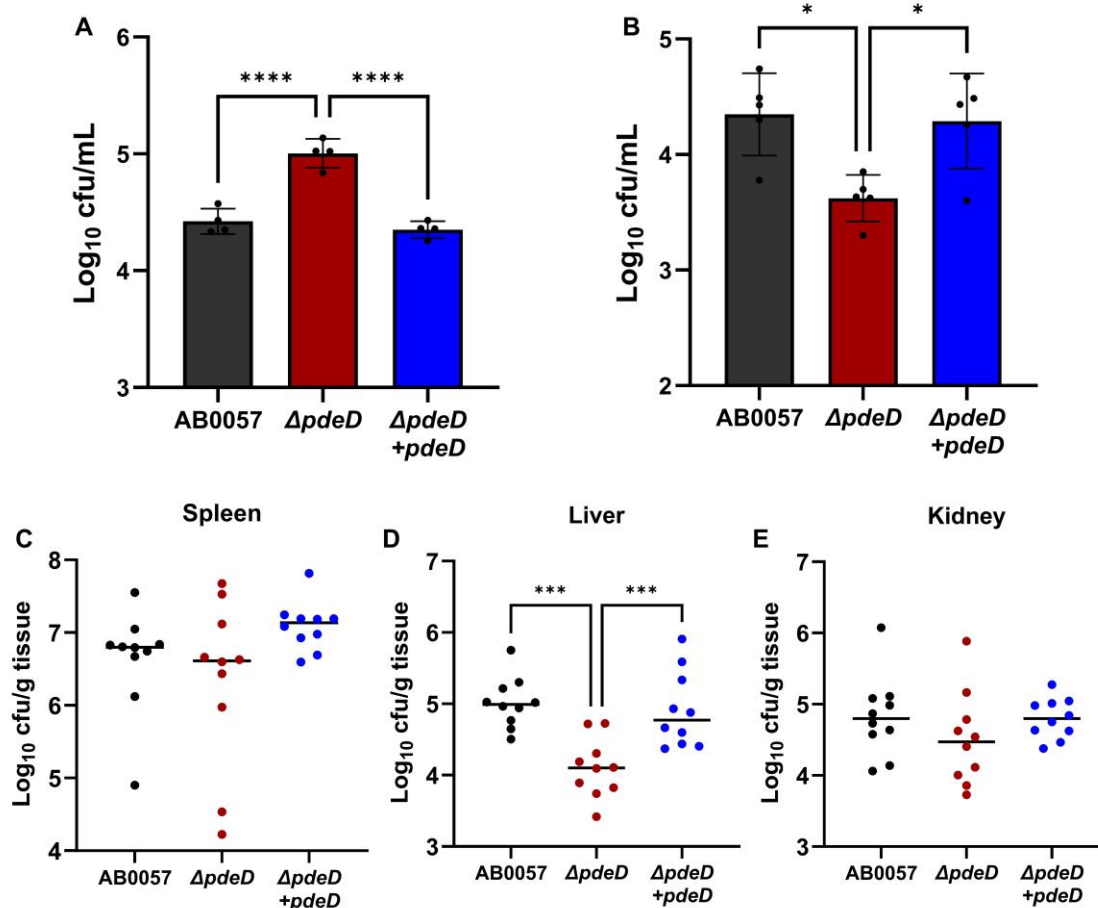 A
Log₁₀ cfu/mL
6
5
4
3
****
****
AB0057
ΔpdeD
ΔpdeD
+pdeD
B
Log₁₀ cfu/mL
5
4
3
2
*
*
AB0057
ΔpdeD
ΔpdeD
+pdeD
C
Spleen
Log₁₀ cfu/g tissue
8
7
6
5
4
AB0057
ΔpdeD
ΔpdeD
+pdeD
D
Liver
Log₁₀ cfu/g tissue
7
6
5
4
3
***
***
AB0057
ΔpdeD
ΔpdeD
+pdeD
E
Kidney
Log₁₀ cfu/g tissue
7
6
5
4
3
AB0057
ΔpdeD
ΔpdeD
+pdeD